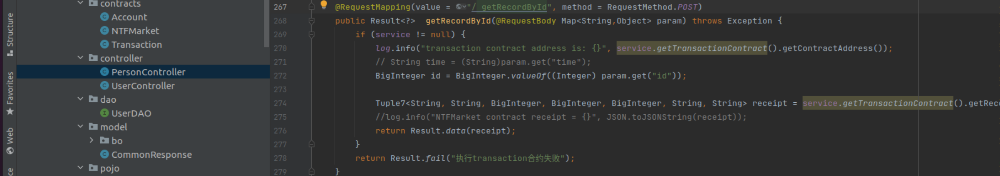 Structure
Favorites
Web
contracts
Account
NTFMarket
Transaction
controller
PersonController
UserController
dao
UserDAO
model
bo
CommonResponse
pojo
267 @RequestMapping(value = "/ getRecordById", method = RequestMethod.POST)
268 public Result<?>  getRecordById(@RequestBody Map<String,Object> param) throws Exception {
269 if (service != null) {
270 log.info("transaction contract address is: {}", service.getTransactionContract().getContractAddress());
271 // String time = (String)param.get("time");
272 BigInteger id = BigInteger.valueOf((Integer) param.get("id"));
273
274 Tuple7<String, String, BigInteger, BigInteger, BigInteger, String, String> receipt = service.getTransactionContract().getRec
275 //log.info("NTFMarket contract receipt = {}", JSON.toJSONString(receipt));
276 return Result.data(receipt);
277 }
278 return Result.fail("执行transaction合约失败");
279 }